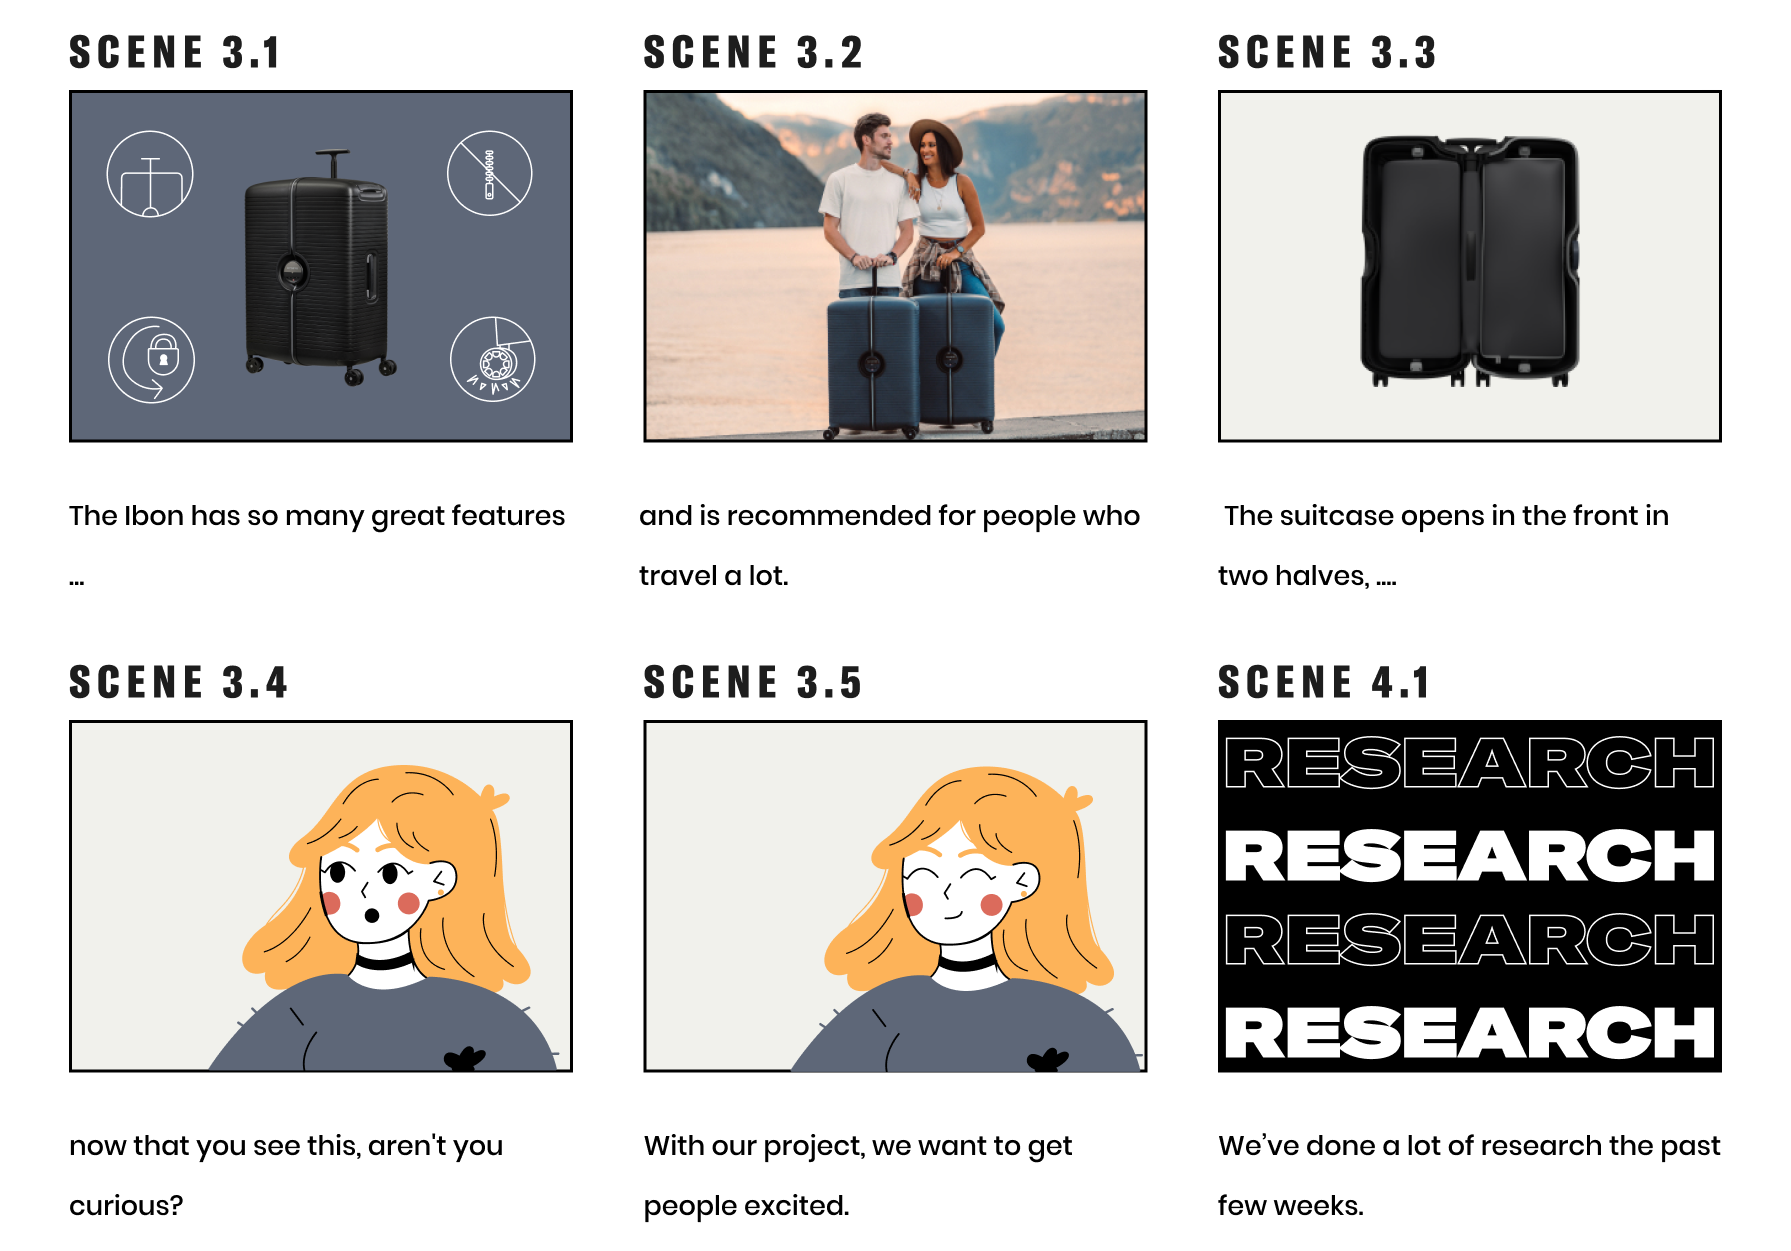 SCENE 3.1
SCENE 3.2
SCENE 3.3
The Ibon has so many great features
...
and is recommended for people who
travel a lot.
The suitcase opens in the front in
two halves, ....
SCENE 3.4
SCENE 3.5
SCENE 4.1
RESEARCH
RESEARCH
RESEARCH
RESEARCH
now that you see this, aren't you
curious?
With our project, we want to get
people excited.
We’ve done a lot of research the past
few weeks.